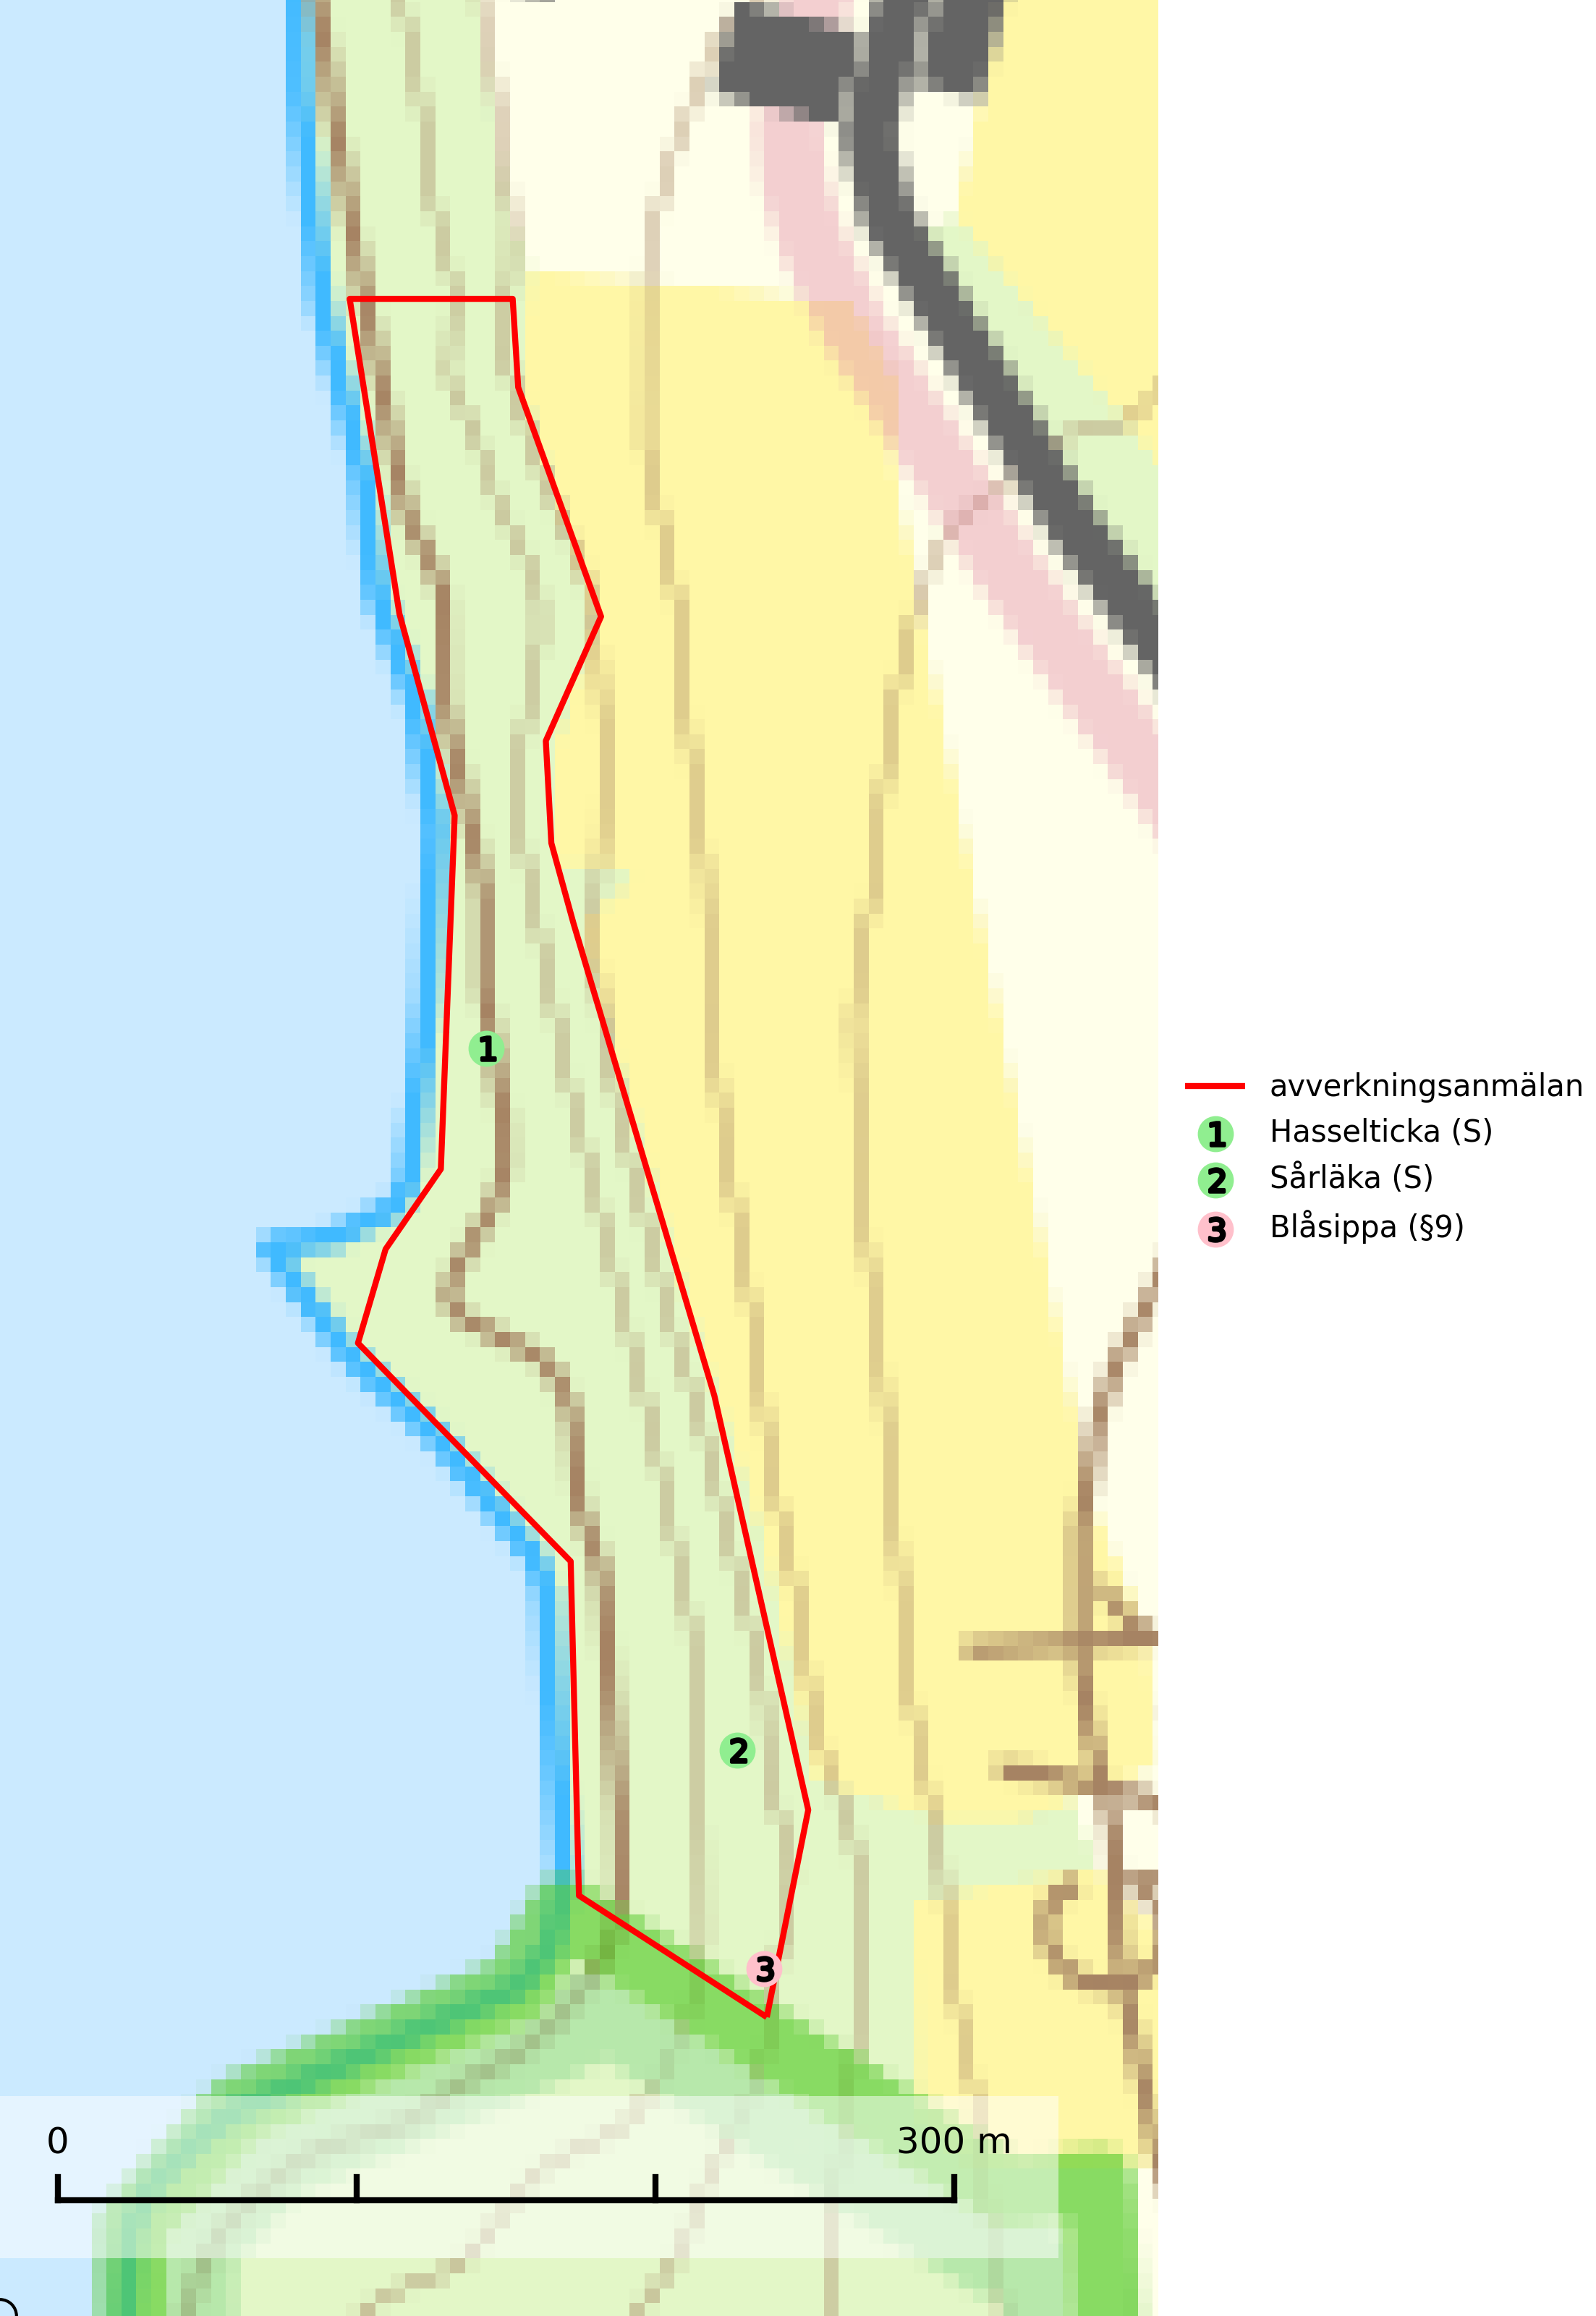 1
avverkningsanmälan
1 Hasselticka (S)
2 Sårläka (S)
3 Blåsippa (§9)
2
3
0 300 m